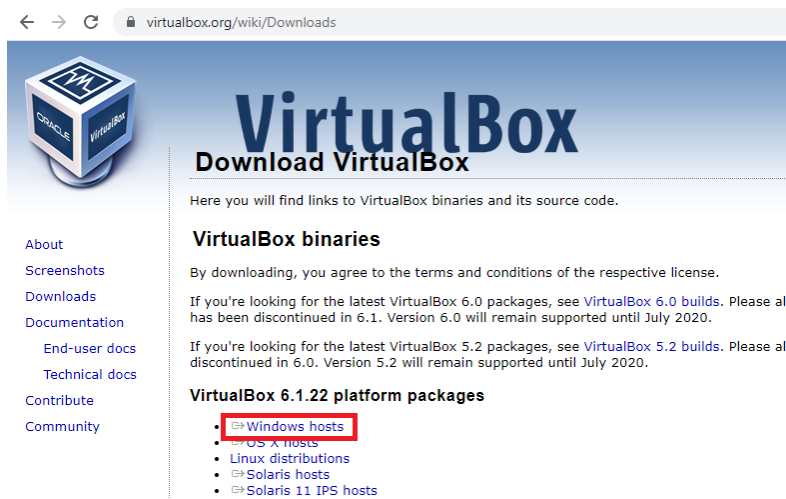 virtualbox.org/wiki/Downloads
ORACLE
VirtualBox
VirtualBox
Download VirtualBox
Here you will find links to VirtualBox binaries and its source code.
About
Screenshots
Downloads
Documentation
End-user docs
Technical docs
Contribute
Community
VirtualBox binaries
By downloading, you agree to the terms and conditions of the respective license.
If you're looking for the latest VirtualBox 6.0 packages, see VirtualBox 6.0 builds. Please al
has been discontinued in 6.1. Version 6.0 will remain supported until July 2020.
If you're looking for the latest VirtualBox 5.2 packages, see VirtualBox 5.2 builds. Please al
discontinued in 6.0. Version 5.2 will remain supported until July 2020.
VirtualBox 6.1.22 platform packages
Windows hosts
OS X hosts
Linux distributions
Solaris hosts
Solaris 11 IPS hosts